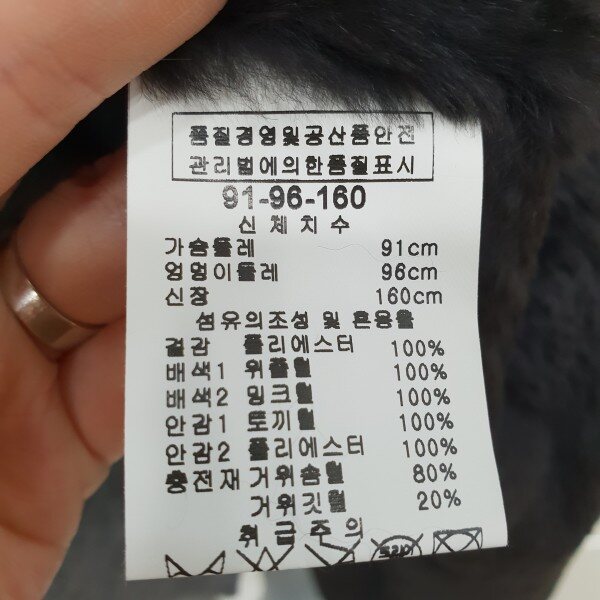 품질경영및공산품안전
관리법에의한품질표시
91-96-160
신체치수
가슴둘레 91cm
엉덩이둘레 96cm
신장 160cm
섬유의조성 및 혼용율
겉감 폴리에스터 100%
배색1 위즐털 100%
배색2 밍크털 100%
안감1 토끼털 100%
안감2 폴리에스터 100%
충전재 거위솜털 80%
거위깃털 20%
취급주의